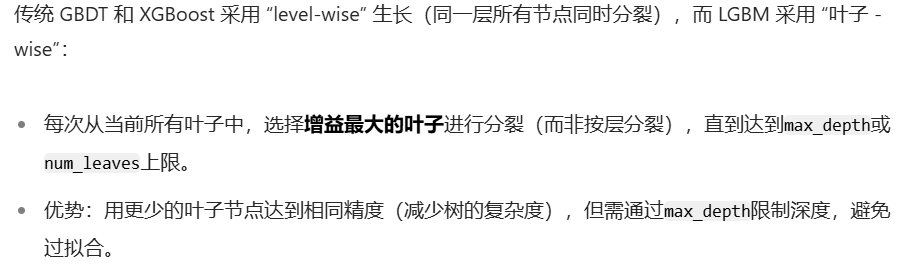 传统 GBDT 和 XGBoost 采用 “level-wise” 生长（同一层所有节点同时分裂），而 LGBM 采用 “叶子 -
wise”：
• 每次从当前所有叶子中，选择增益最大的叶子进行分裂（而非按层分裂），直到达到max_depth或
num_leaves上限。
• 优势：用更少的叶子节点达到相同精度（减少树的复杂度），但需通过max_depth限制深度，避免
过拟合。